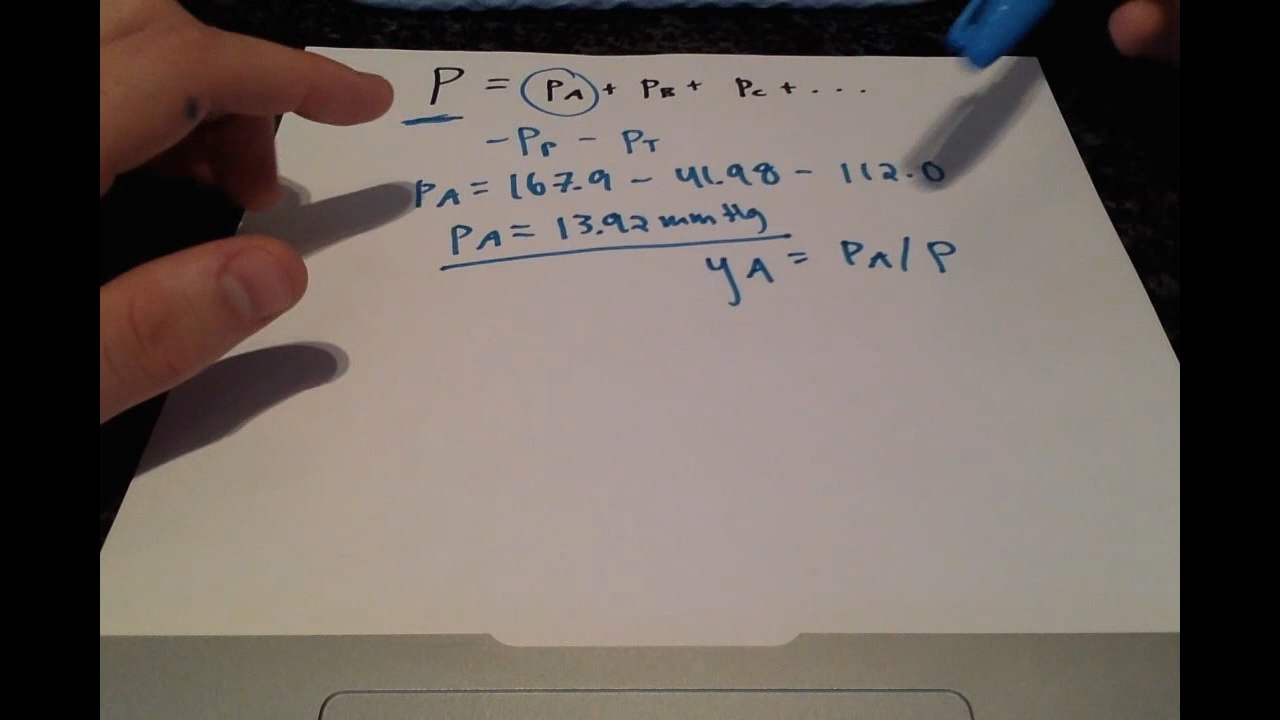 P = PA + PB + PC + ...
- PP - PT
PA = 167.9 - 41.98 - 112.0
PA = 13.92 mmHg
yA = PA / P